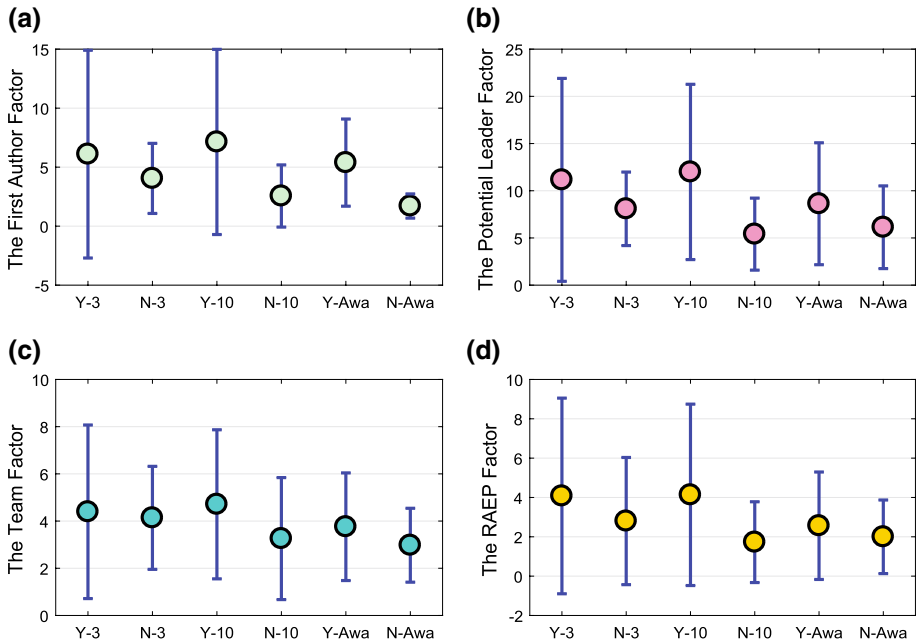 (a)
The First Author Factor
15
10
5
0
-5
Y-3 N-3 Y-10 N-10 Y-Awa N-Awa
(b)
The Potential Leader Factor
25
20
15
10
5
0
Y-3 N-3 Y-10 N-10 Y-Awa N-Awa
(c)
The Team Factor
10
8
6
4
2
0
Y-3 N-3 Y-10 N-10 Y-Awa N-Awa
(d)
The RAEP Factor
10
8
6
4
2
0
-2
Y-3 N-3 Y-10 N-10 Y-Awa N-Awa